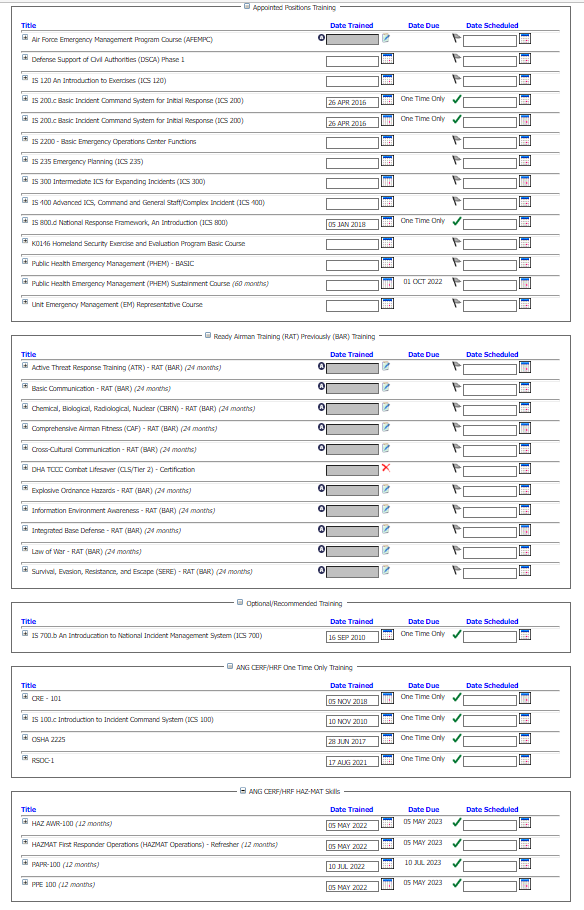 Appointed Positions Training
Title Date Trained Date Due Date Scheduled
Air Force Emergency Management Program Course (AFEMPC) A
Defense Support of Civil Authorities (DSCA) Phase 1
IS 120 An Introduction to Exercises (ICS 120)
IS 200.c Basic Incident Command System for Initial Response (ICS 200) 26 APR 2016 One Time Only
IS 200.c Basic Incident Command System for Initial Response (ICS 200) 26 APR 2016 One Time Only
IS 2200 - Basic Emergency Operations Center Functions
IS 235 Emergency Planning (ICS 235)
IS 300 Intermediate ICS for Expanding Incidents (ICS 300)
IS 400 Advanced ICS, Command and General Staff/Complex Incident (ICS 400)
IS 800.d National Response Framework, An Introduction (ICS 800) 05 JAN 2018 One Time Only
K0146 Homeland Security Exercise and Evaluation Program Basic Course
Public Health Emergency Management (PHEM) - BASIC
Public Health Emergency Management (PHEM) Sustainment Course (60 months) 01 OCT 2022
Unit Emergency Management (EM) Representative Course
Ready Airman Training (RAT) Previously (BAR) Training
Title Date Trained Date Due Date Scheduled
Active Threat Response Training (ATR) - RAT (BAR) (24 months) A
Basic Communication - RAT (BAR) (24 months) A
Chemical, Biological, Radiological, Nuclear (CBRN) - RAT (BAR) (24 months) A
Comprehensive Airman Fitness (CAF) - RAT (BAR) (24 months) A
Cross-Cultural Communication - RAT (BAR) (24 months) A
DHA TCCC Combat Lifesaver (CLS/Tier 2) - Certification
Explosive Ordnance Hazards - RAT (BAR) (24 months) A
Information Environment Awareness - RAT (BAR) (24 months) A
Integrated Base Defense - RAT (BAR) (24 months) A
Law of War - RAT (BAR) (24 months) A
Survival, Evasion, Resistance, and Escape (SERE) - RAT (BAR) (24 months) A
Optional/Recommended Training
Title Date Trained Date Due Date Scheduled
IS 700.b An Introducation to National Incident Management System (ICS 700) 16 SEP 2010 One Time Only
ANG CERF/HRF One Time Only Training
Title Date Trained Date Due Date Scheduled
CRE - 101 05 NOV 2018 One Time Only
IS 100.c Introduction to Incident Command System (ICS 100) 10 NOV 2010 One Time Only
OSHA 2225 28 JUN 2017 One Time Only
RSOC-1 17 AUG 2021 One Time Only
ANG CERF/HRF HAZ-MAT Skills
Title Date Trained Date Due Date Scheduled
HAZ AWR-100 (12 months) 05 MAY 2022 05 MAY 2023
HAZMAT First Responder Operations (HAZMAT Operations) - Refresher (12 months) 05 MAY 2022 05 MAY 2023
PAPR-100 (12 months) 10 JUL 2022 10 JUL 2023
PPE 100 (12 months) 05 MAY 2022 05 MAY 2023